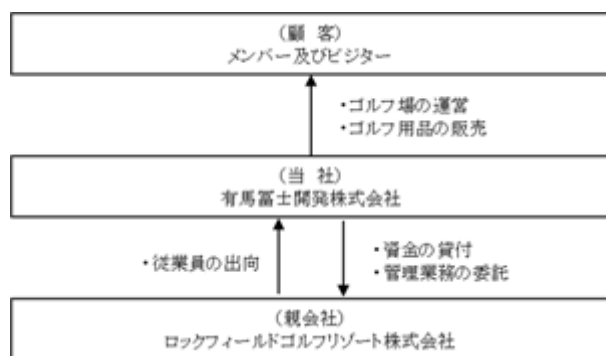 (顧 客)
メンバー及びビジター
・ゴルフ場の運営
・ゴルフ用品の販売
(当 社)
有馬冨士開発株式会社
・従業員の出向
・資金の貸付
・管理業務の委託
(親会社)
ロックフィールドゴルフリゾート株式会社